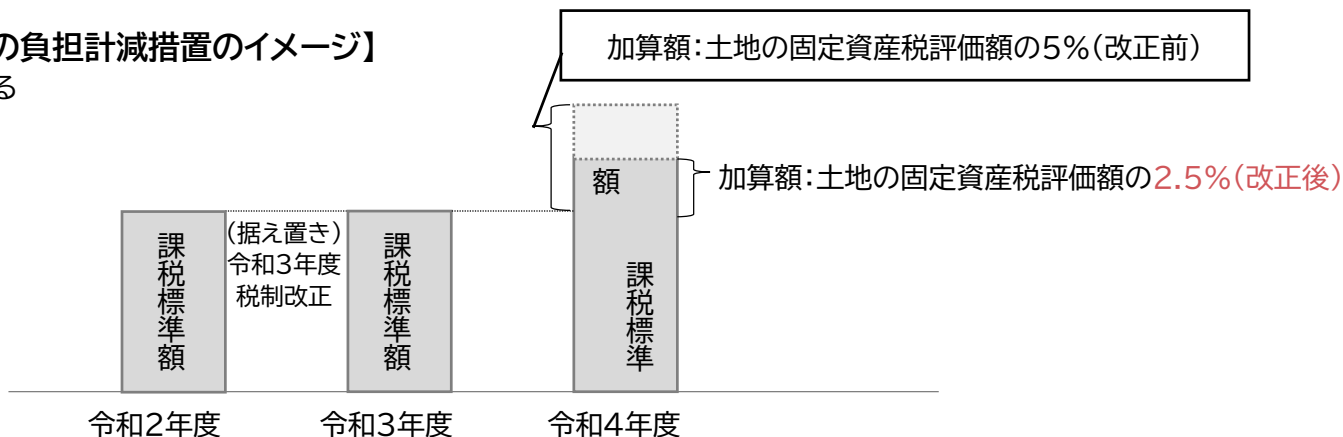 の負担計減措置のイメージ】
る
加算額：土地の固定資産税評価額の5％（改正前）
加算額：土地の固定資産税評価額の2.5％（改正後）
課税標準額
（据え置き）
令和3年度
税制改正
課税標準額
課税標準
額
令和2年度
令和3年度
令和4年度